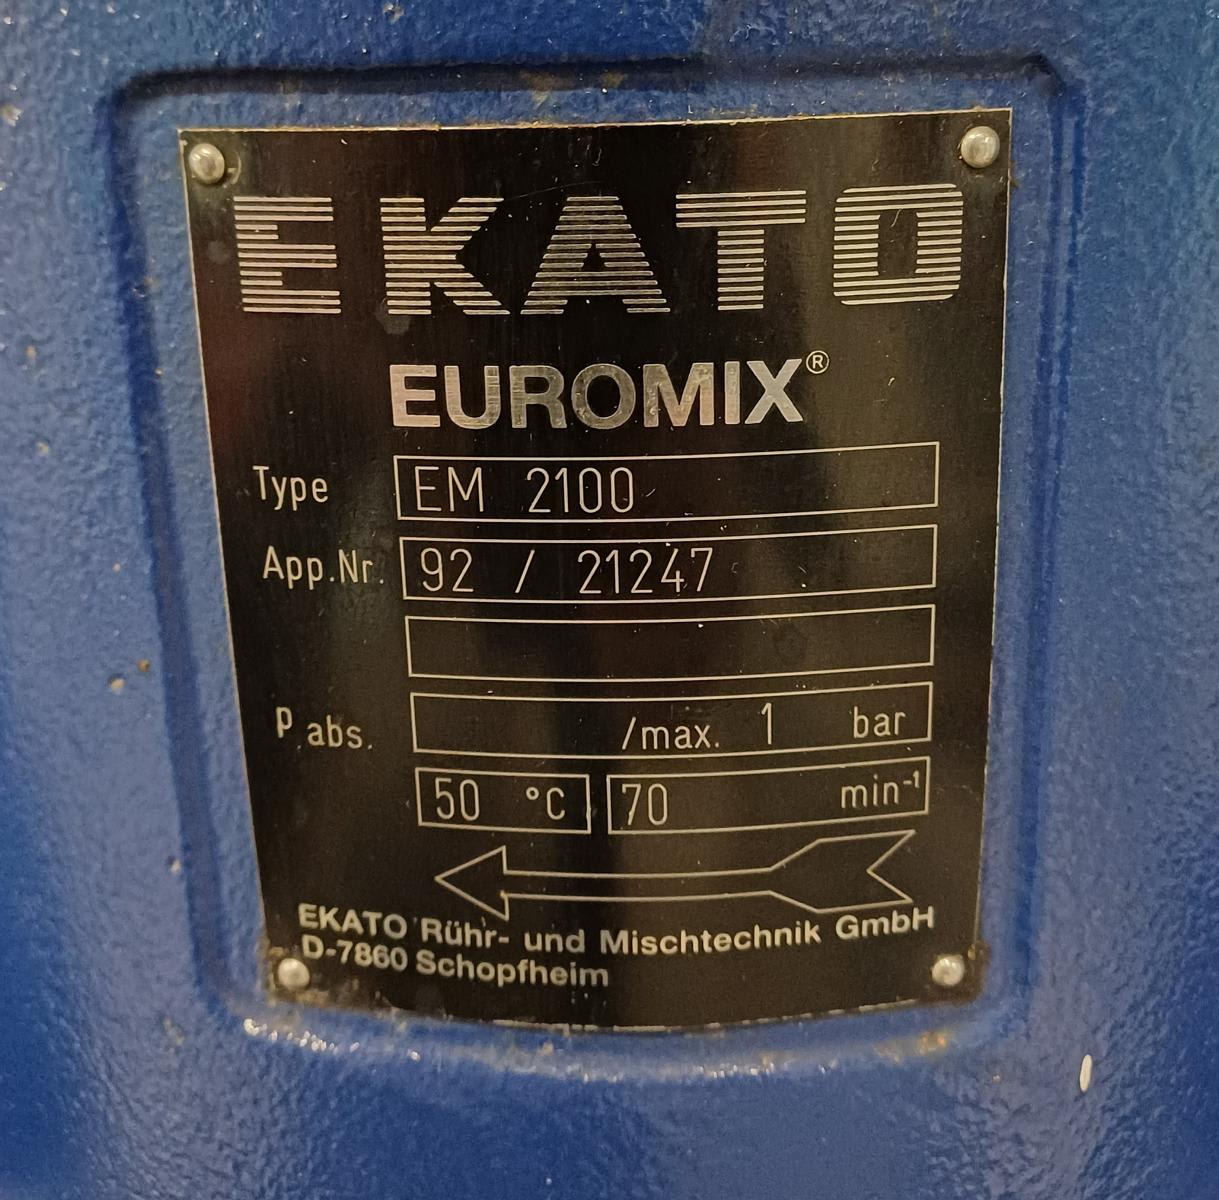 EKATO
EUROMIX®
Type EM 2100
App.Nr. 92 / 21247
P abs. /max. 1 bar
50 °C 70 min⁻¹
EKATO Rühr- und Mischtechnik GmbH
D-7860 Schopfheim